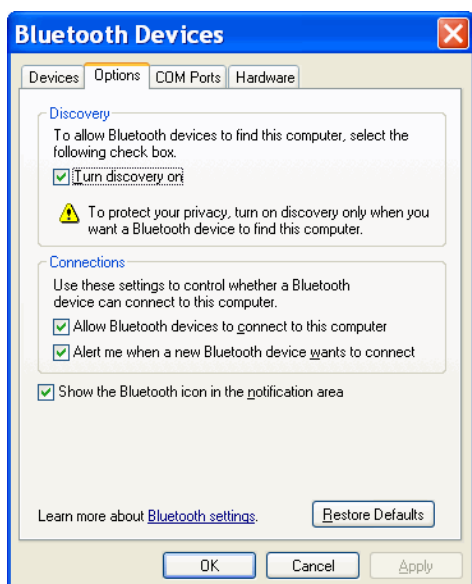 Bluetooth Devices
Devices Options COM Ports Hardware
Discovery
To allow Bluetooth devices to find this computer, select the
following check box.
Turn discovery on
To protect your privacy, turn on discovery only when you
want a Bluetooth device to find this computer.
Connections
Use these settings to control whether a Bluetooth
device can connect to this computer.
Allow Bluetooth devices to connect to this computer
Alert me when a new Bluetooth device wants to connect
Show the Bluetooth icon in the notification area
Learn more about Bluetooth settings. Restore Defaults
OK Cancel Apply